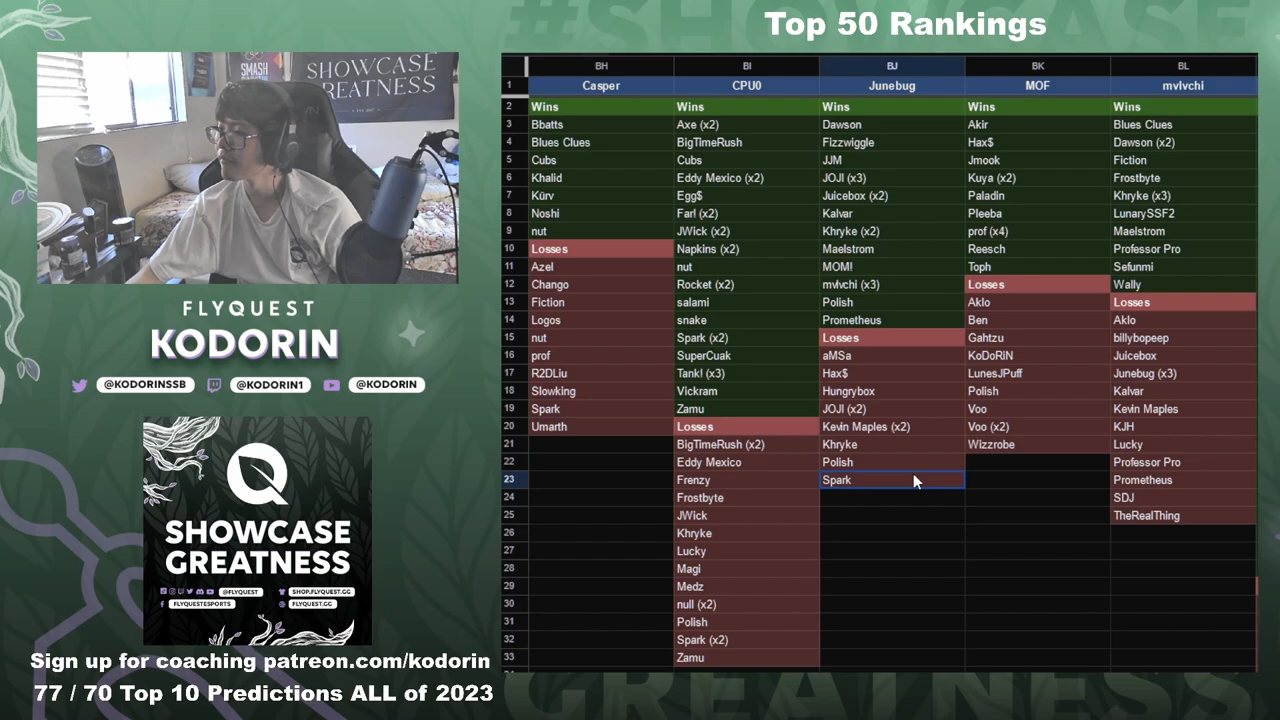 #SHOWCASE
Top 50 Rankings
SMASH
SHOWCASE
GREATNESS
BH BI BJ BK BL
1 Casper CPU0 Junebug MOF mvlvchi
2 Wins Wins Wins Wins Wins
3 Bbatts Axe (x2) Dawson Akir Blues Clues
4 Blues Clues BigTimeRush Fizzwiggle Hax$ Dawson (x2)
5 Cubs Cubs JJM Jmook Fiction
6 Khalid Eddy Mexico (x2) JOJI (x3) Kuya (x2) Frostbyte
7 Kürv Egg$ Juicebox (x2) Paladin Khryke (x3)
8 Noshi Far! (x2) Kalvar Pleeba LunarySSF2
9 nut JWick (x2) Khryke (x2) prof (x4) Maelstrom
10 Losses Napkins (x2) Maelstrom Reesch Professor Pro
11 Azel nut MOM! Toph Sefunmi
12 Chango Rocket (x2) mvlvchi (x3) Losses Wally
13 Fiction salami Polish Aklo Losses
14 Logos snake Prometheus Ben Aklo
15 nut Spark (x2) Losses Gahtzu billybopeep
16 prof SuperCuak aMSa KoDoRiN Juicebox
17 R2DLiu Tank! (x3) Hax$ LunesJPuff Junebug (x3)
18 Slowking Vickram Hungrybox Polish Kalvar
19 Spark Zamu JOJI (x2) Voo Kevin Maples
20 Umarth Losses Kevin Maples (x2) Voo (x2) KJH
21 BigTimeRush (x2) Khryke Wizzrobe Lucky
22 Eddy Mexico Polish Professor Pro
23 Frenzy Spark Prometheus
24 Frostbyte SDJ
25 JWick TheRealThing
26 Khryke
27 Lucky
28 Magi
29 Medz
30 null (x2)
31 Polish
32 Spark (x2)
33 Zamu
FLYQUEST
KODORIN
@KODORINSSB @KODORIN1 @KODORIN
SHOWCASE
GREATNESS
@FLYQUEST SHOP.FLYQUEST.GG
FLYQUESTESPORTS FLYQUEST.GG
Sign up for coaching patreon.com/kodorin
77 / 70 Top 10 Predictions ALL of 2023
GREATNESS